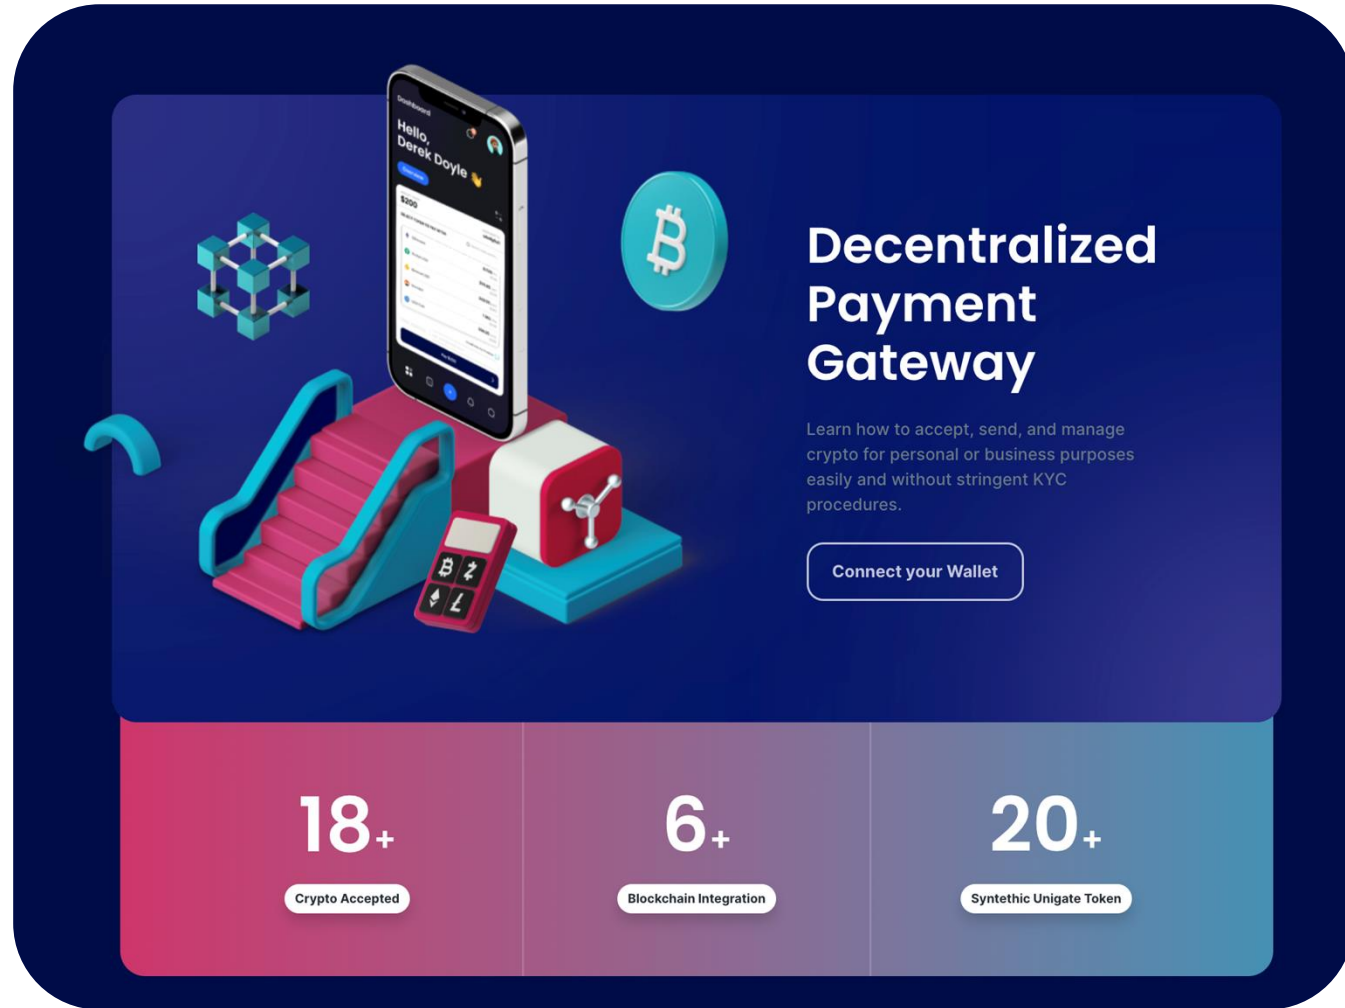 Dashboard
Hello,
Derek Doyle 👋
$200
Decentralized
Payment
Gateway
Learn how to accept, send, and manage
crypto for personal or business purposes
easily and without stringent KYC
procedures.
Connect your Wallet
18+
Crypto Accepted
6+
Blockchain Integration
20+
Syntethic Unigate Token